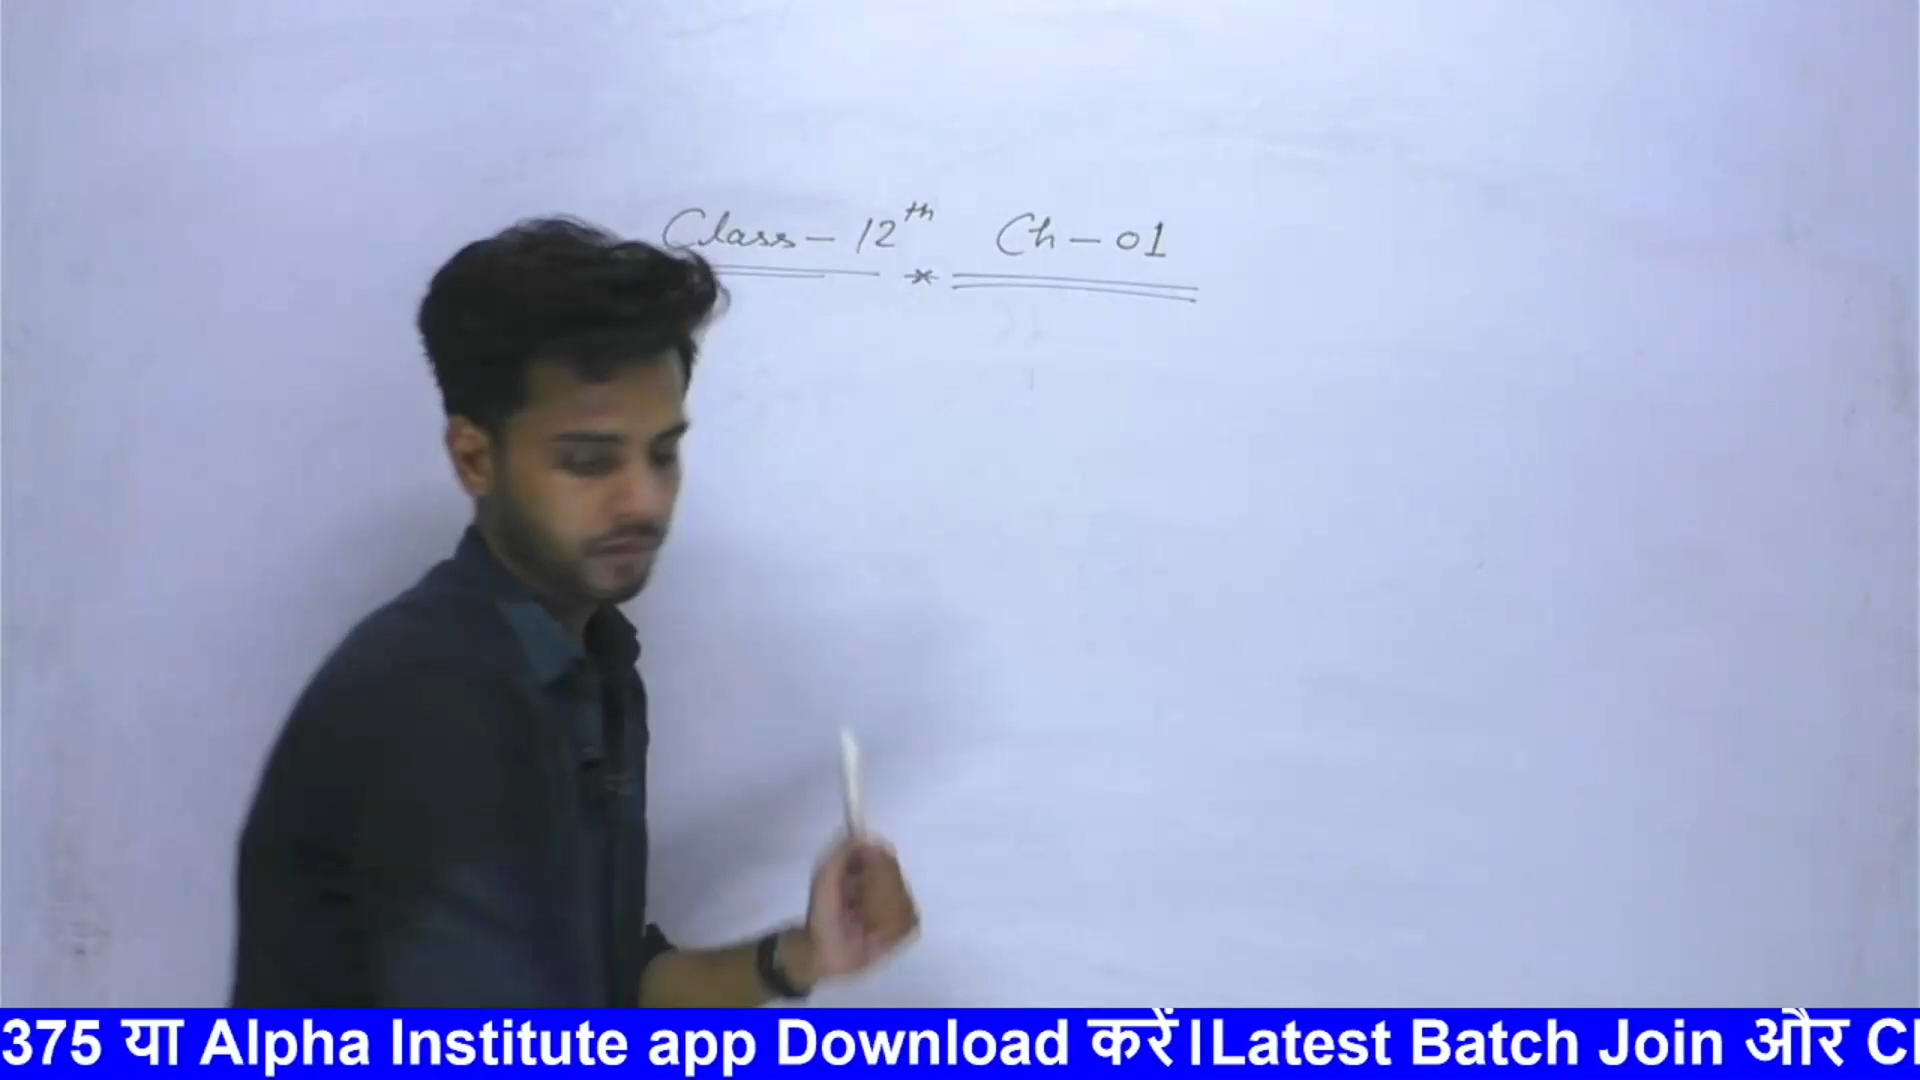 Class - 12th Ch - 01
375 या Alpha Institute app Download करें।Latest Batch Join और